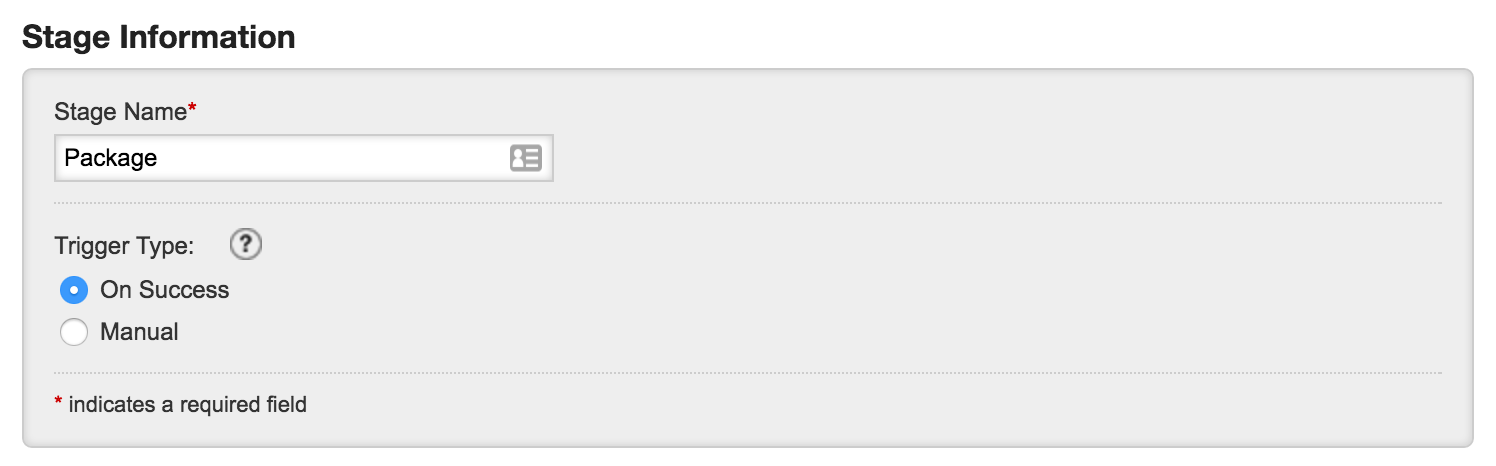 Stage Information
Stage Name*
Package
Trigger Type: ?
On Success
Manual
* indicates a required field